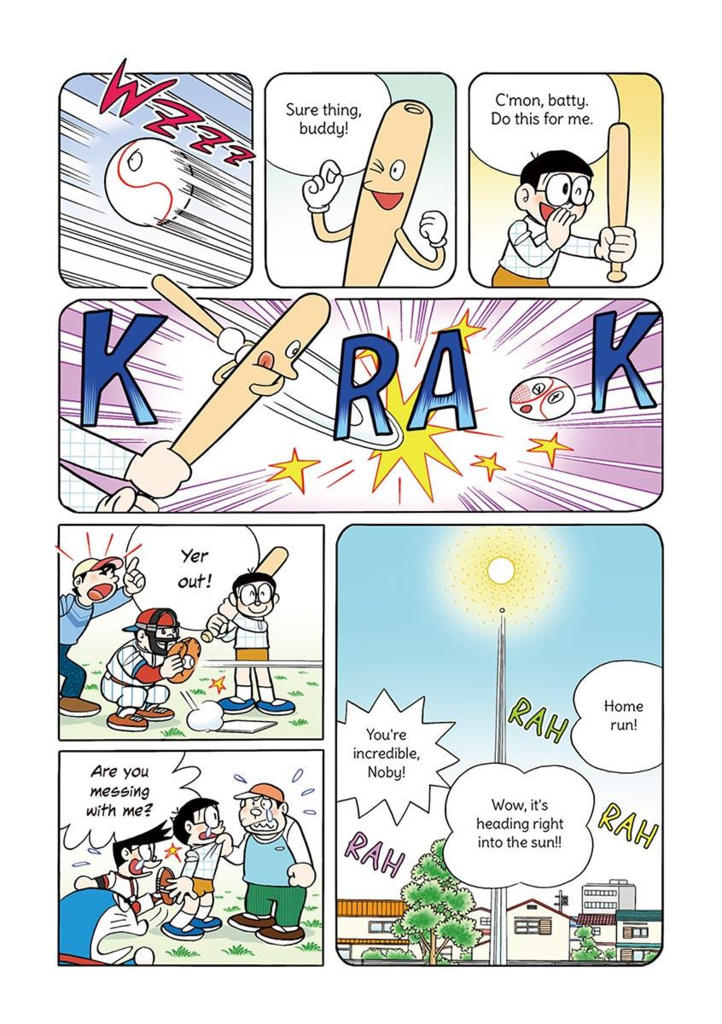 C'mon, batty.
Do this for me.
Sure thing,
buddy!
WZZZZ
KRAK
Home
run!
RAH
You're
incredible,
Noby!
Wow, it's
heading right
into the sun!!
RAH
RAH
Yer
out!
Are you
messing
with me?